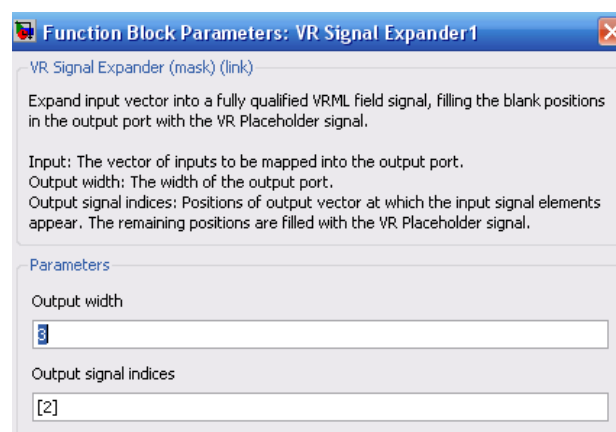 Function Block Parameters: VR Signal Expander1
VR Signal Expander (mask) (link)
Expand input vector into a fully qualified VRML field signal, filling the blank positions
in the output port with the VR Placeholder signal.
Input: The vector of inputs to be mapped into the output port.
Output width: The width of the output port.
Output signal indices: Positions of output vector at which the input signal elements
appear. The remaining positions are filled with the VR Placeholder signal.
Parameters
Output width
3
Output signal indices
[2]